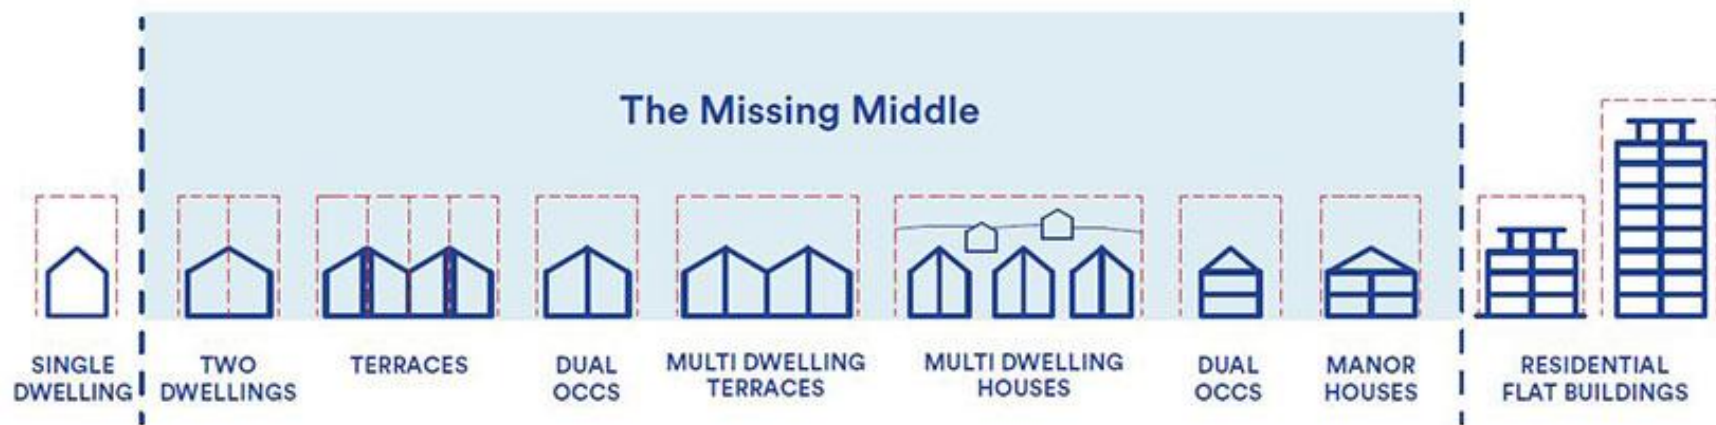 The Missing Middle
SINGLE
DWELLING
TWO
DWELLINGS
TERRACES
DUAL
OCCS
MULTI DWELLING
TERRACES
MULTI DWELLING
HOUSES
DUAL
OCCS
MANOR
HOUSES
RESIDENTIAL
FLAT BUILDINGS